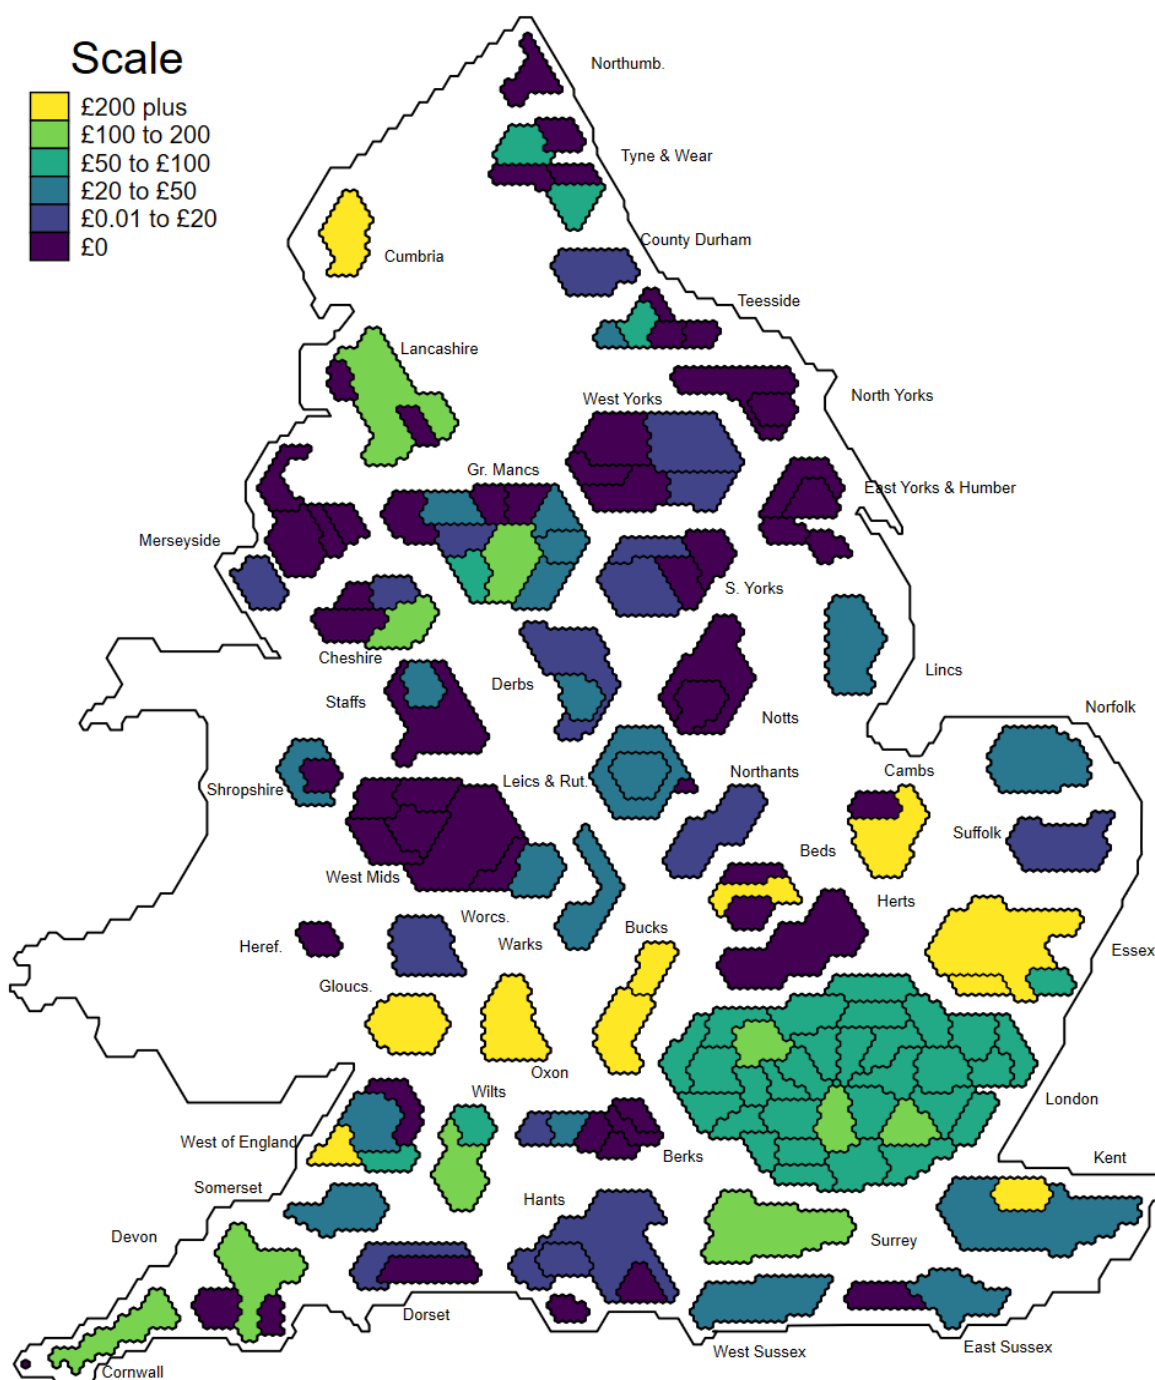 Scale
£200 plus
£100 to 200
£50 to £100
£20 to £50
£0.01 to £20
£0
Northumb.
Tyne & Wear
County Durham
Cumbria
Teesside
Lancashire
West Yorks
North Yorks
Gr. Mancs
East Yorks & Humber
Merseyside
S. Yorks
Cheshire
Derbs
Lincs
Staffs
Notts
Norfolk
Shropshire
Leics & Rut.
Northants
Cambs
Suffolk
Beds
West Mids
Herts
Worcs.
Warks
Bucks
Heref.
Essex
Gloucs.
Oxon
Wilts
London
West of England
Berks
Kent
Somerset
Hants
Devon
Surrey
Dorset
West Sussex
East Sussex
Cornwall